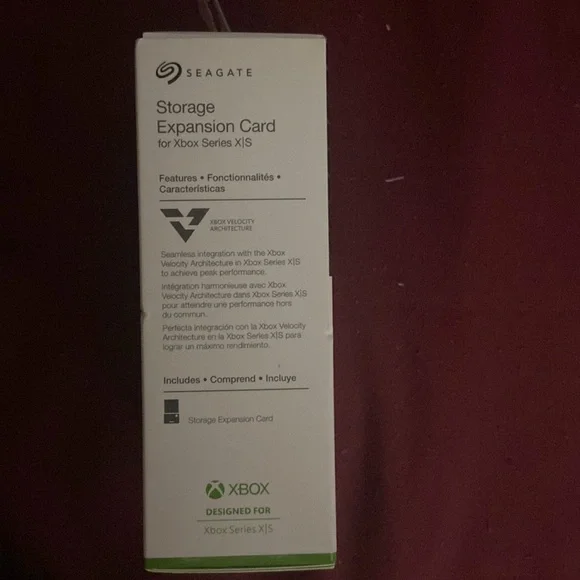 SEAGATE
Storage
Expansion Card
for Xbox Series X|S
Features • Fonctionnalités •
Características
XBOX VELOCITY
ARCHITECTURE
Seamless integration with the Xbox
Velocity Architecture in Xbox Series X|S
to achieve peak performance.
Intégration harmonieuse avec Xbox
Velocity Architecture dans Xbox Series X|S
pour atteindre une performance hors
du commun.
Perfecta integración con la Xbox Velocity
Architecture en la Xbox Series X|S para
lograr un máximo rendimiento.
Includes • Comprend • Incluye
Storage Expansion Card
XBOX
DESIGNED FOR
Xbox Series X|S